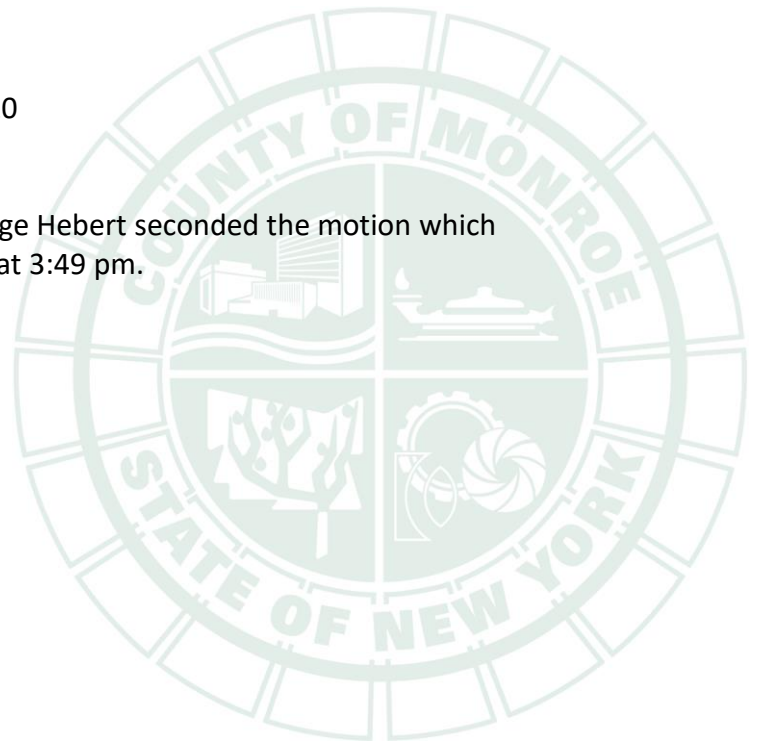 0
ge Hebert seconded the motion which
at 3:49 pm.
COUNTY OF MONROE
STATE OF NEW YORK